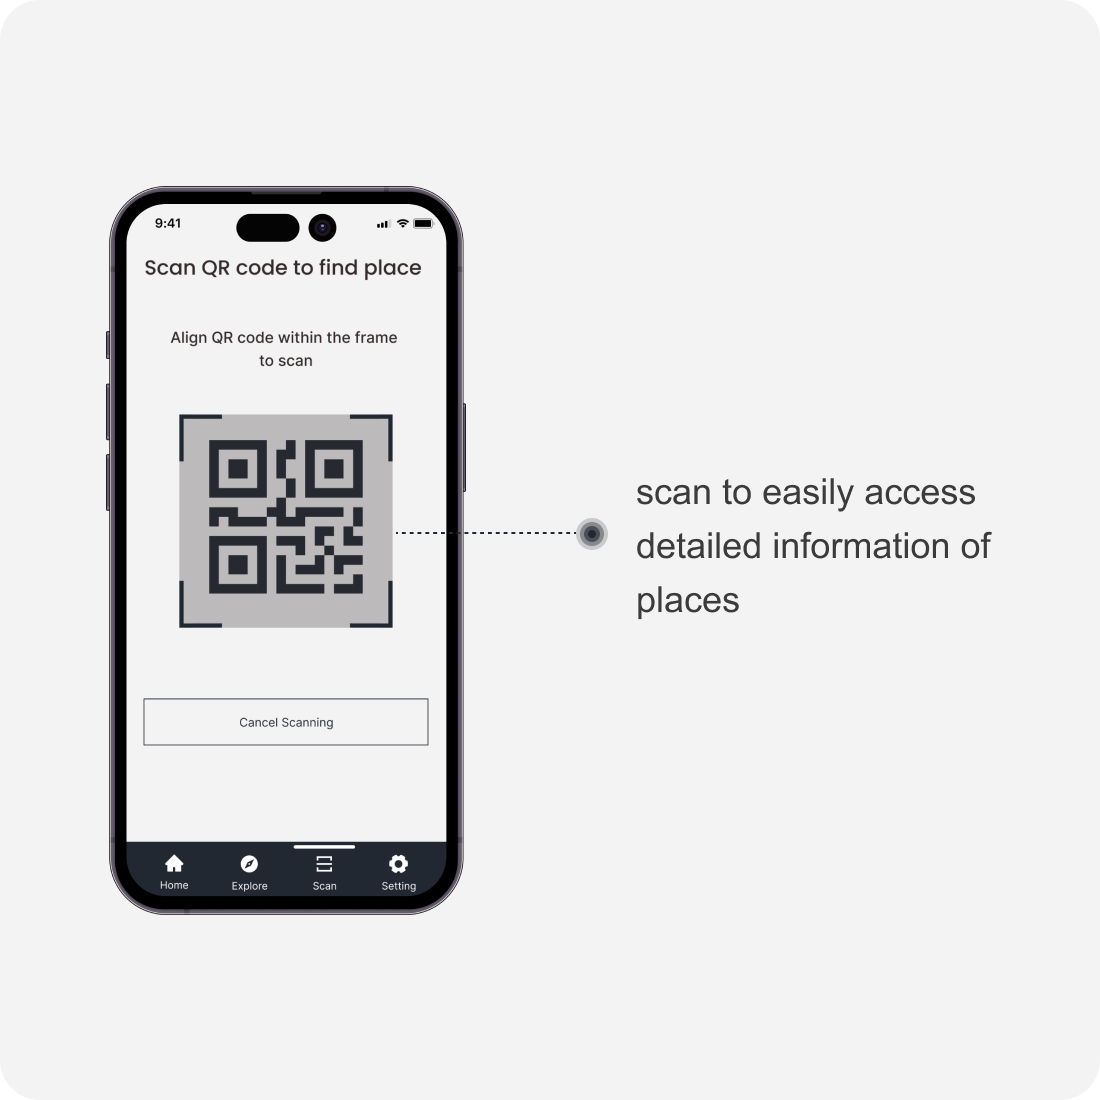 9:41
Scan QR code to find place
Align QR code within the frame
to scan
scan to easily access
detailed information of
places
Cancel Scanning
Home
Explore
Scan
Setting